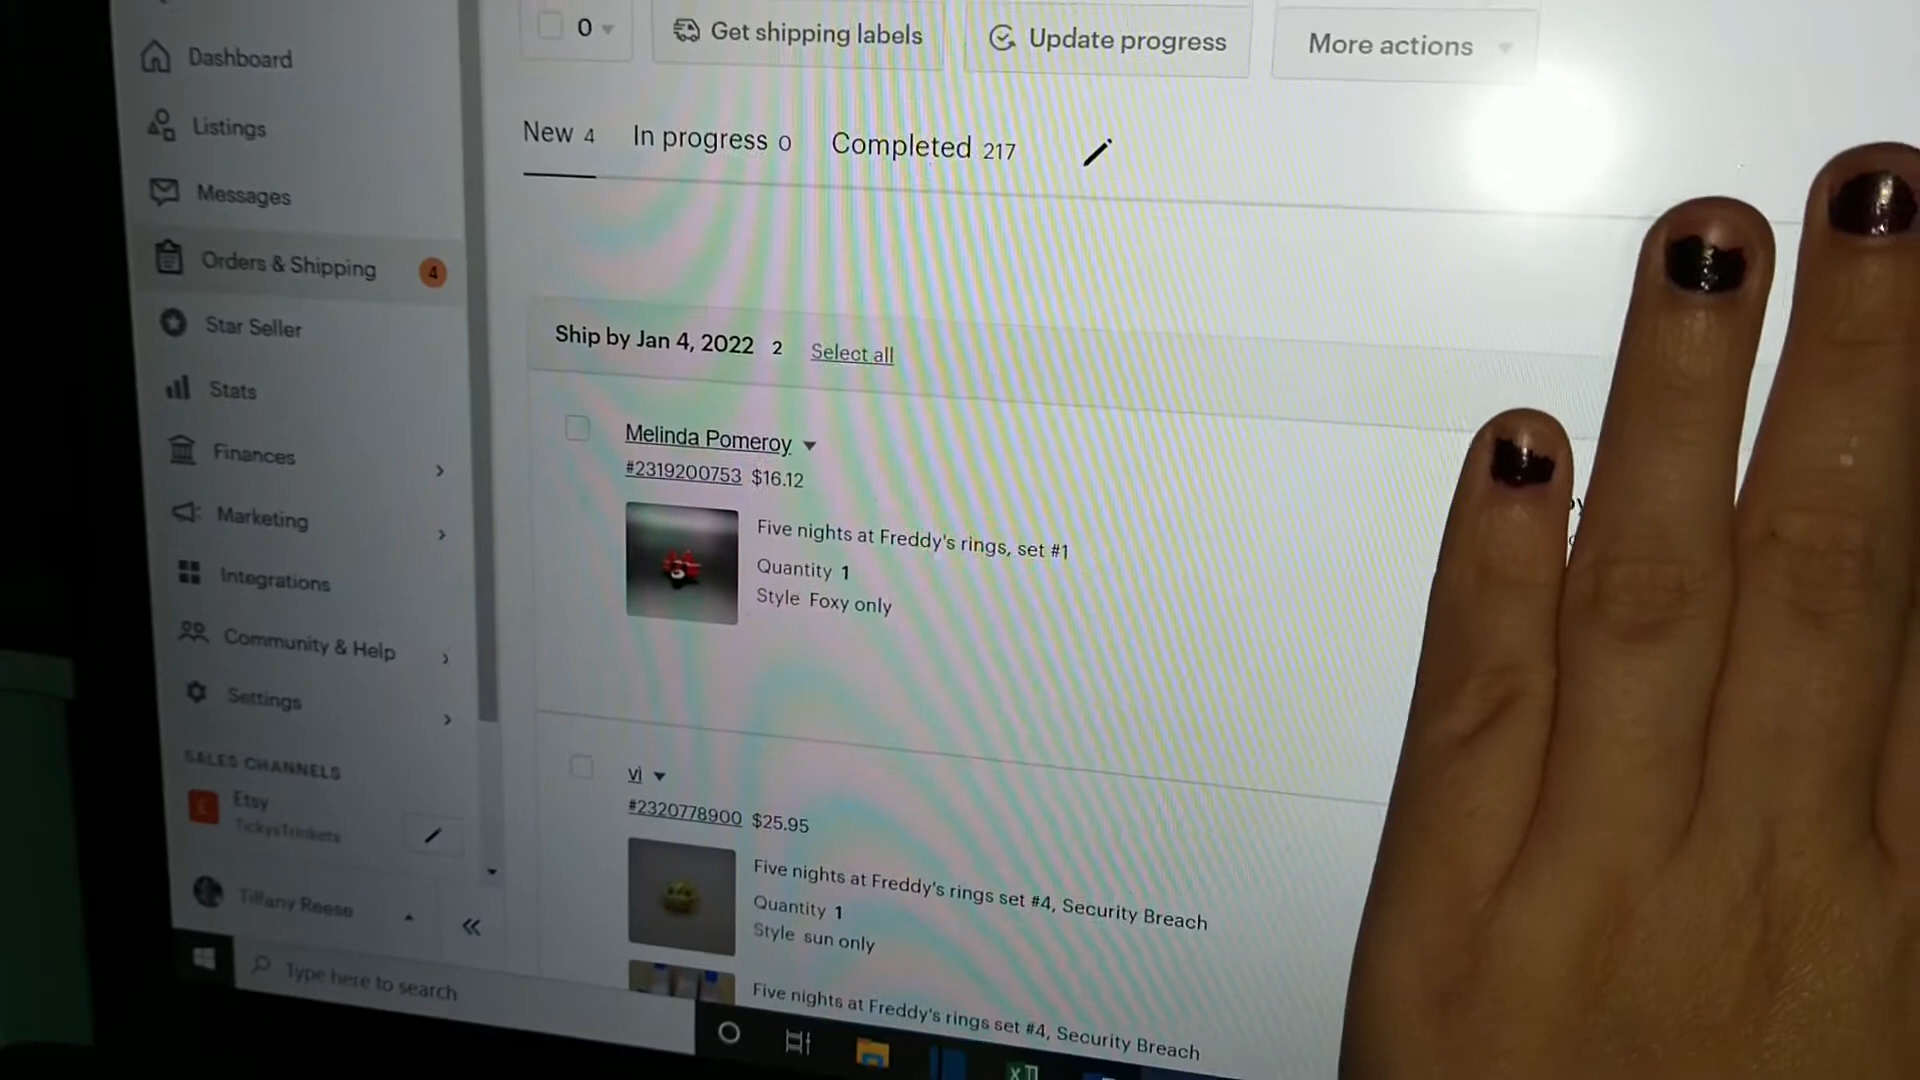 0
Get shipping labels
Update progress
More actions
Dashboard
Listings
Messages
Orders & Shipping 4
Star Seller
Stats
Finances
Marketing
Integrations
Community & Help
Settings
SALES CHANNELS
Etsy
TickysTrinkets
Tiffany Reese
Type here to search
New 4 In progress 0 Completed 217
Ship by Jan 4, 2022 2 Select all
Melinda Pomeroy
#2319200753 $16.12
Five nights at Freddy's rings, set #1
Quantity 1
Style Foxy only
vi
#2320778900 $25.95
Five nights at Freddy's rings set #4, Security Breach
Quantity 1
Style sun only
Five nights at Freddy's rings set #4, Security Breach